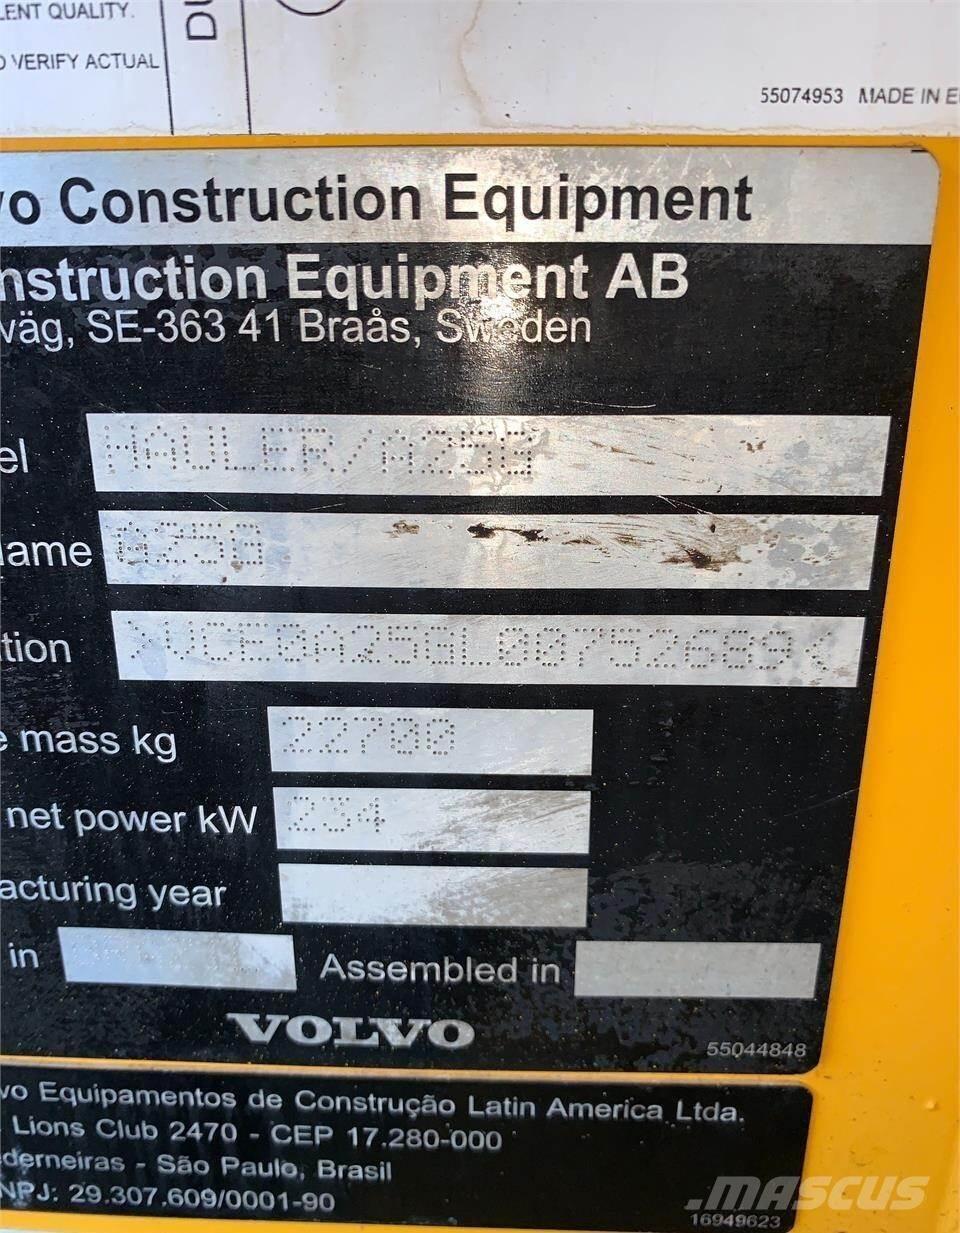 LENT QUALITY.
DU
O VERIFY ACTUAL
55074953 MADE IN E
vo Construction Equipment
nstruction Equipment AB
väg, SE-363 41 Braås, Sweden
el HAULER/A25G
name A25G
tion
e mass kg 22700
net power kW 234
acturing year
in
Assembled in
VOLVO
55044848
vo Equipamentos de Construção Latin America Ltda.
Lions Club 2470 - CEP 17.280-000
derneiras - São Paulo, Brasil
NPJ: 29.307.609/0001-90
16949623
MASCUS